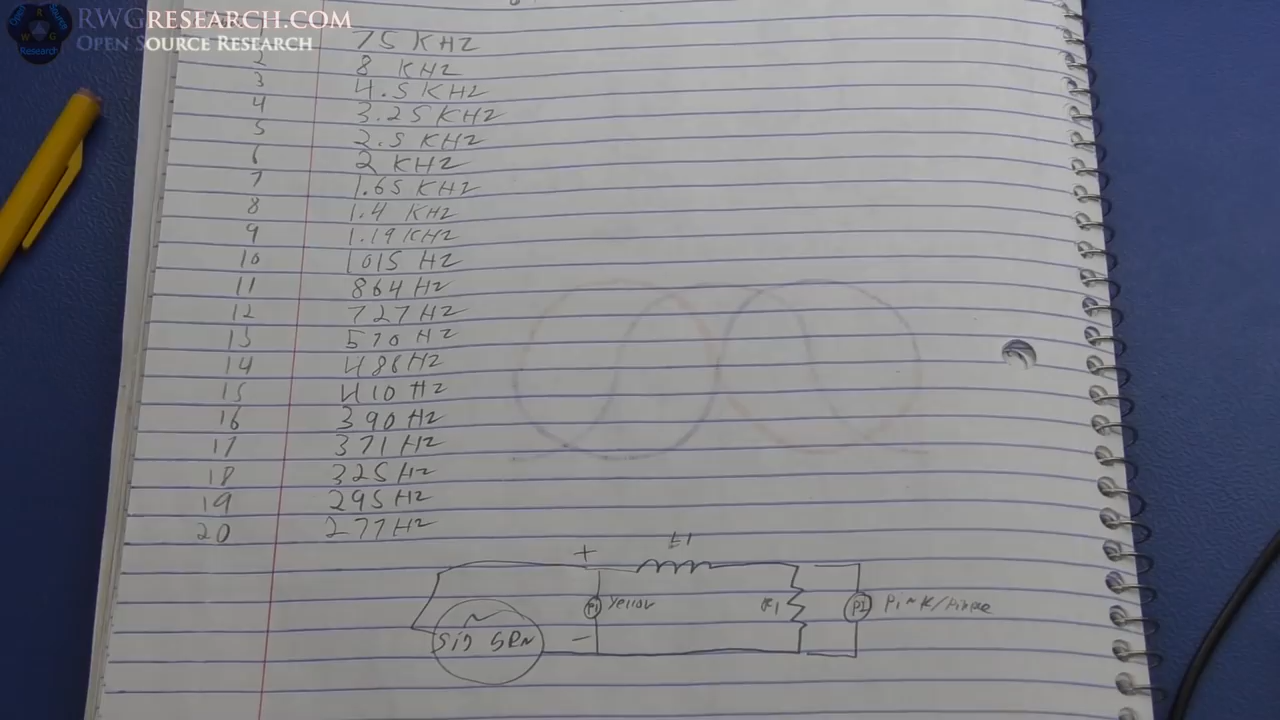 RWGRESEARCH.COM
OPEN SOURCE RESEARCH
R
W G
Research
1 75 KHZ
2 8 KHZ
3 4.5 KHZ
4 3.25 KHZ
5 2.5 KHZ
6 2 KHZ
7 1.65 KHZ
8 1.4 KHZ
9 1.19 KHZ
10 1015 HZ
11 864 HZ
12 727 HZ
13 570 HZ
14 486 HZ
15 410 HZ
16 390 HZ
17 371 HZ
18 325 HZ
19 295 HZ
20 277 HZ
+ L1
P1 Yellow R1 P2 Pink/
Sig GEN −